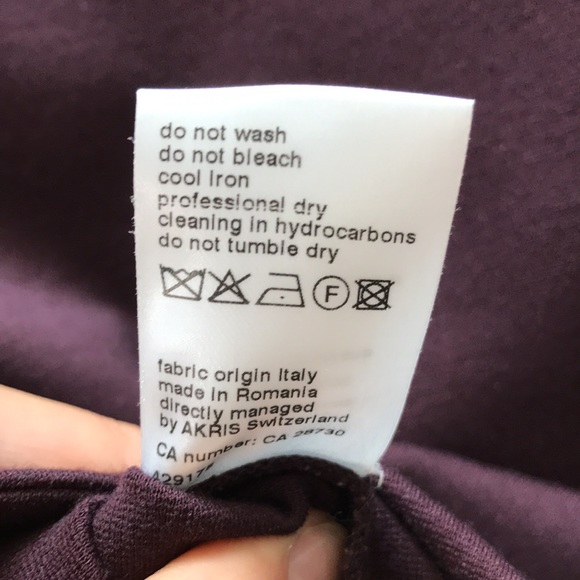 do not wash
do not bleach
cool iron
professional dry
cleaning in hydrocarbons
do not tumble dry
F
fabric origin Italy
made in Romania
directly managed
by AKRIS Switzerland
CA number: CA 28730